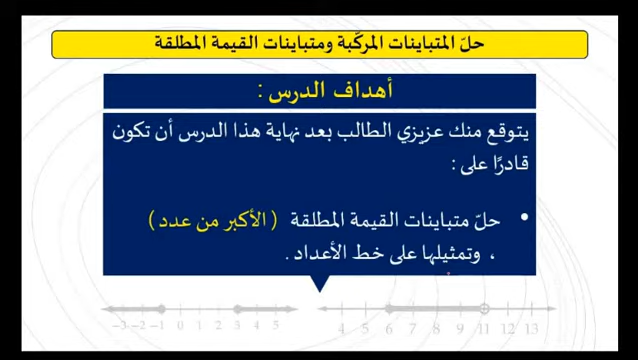 حلّ المتباينات المركّبة ومتباينات القيمة المطلقة
أهداف الدرس :
يتوقع منك عزيزي الطالب بعد نهاية هذا الدرس أن تكون
قادرًا على :
• حلّ متباينات القيمة المطلقة ( الأكبر من عدد )
، وتمثيلها على خط الأعداد .
-3 -2 -1 0 1 2 3 4 5
4 5 6 7 8 9 10 11 12 13